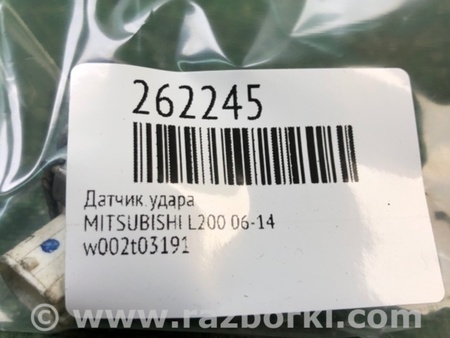 262245
Датчик удара
MITSUBISHI L200 06-14
w002t03191
www.razborki.com